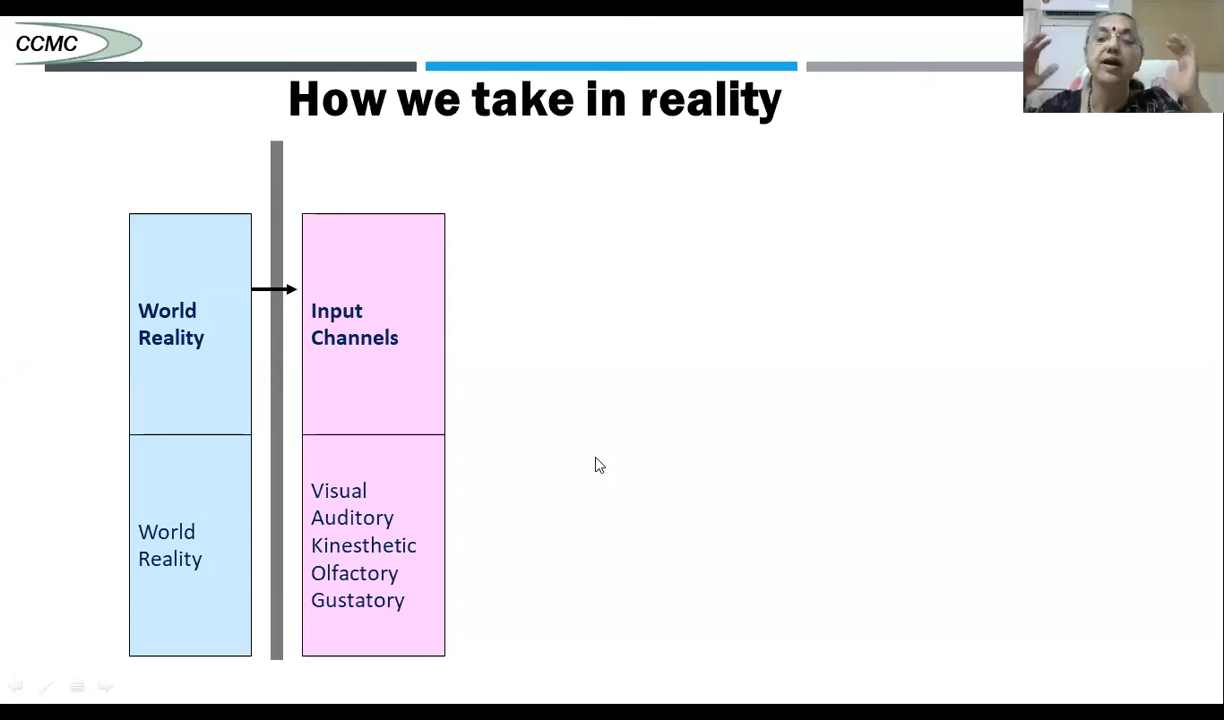 CCMC
How we take in reality
World
Reality
Input
Channels
World
Reality
Visual
Auditory
Kinesthetic
Olfactory
Gustatory